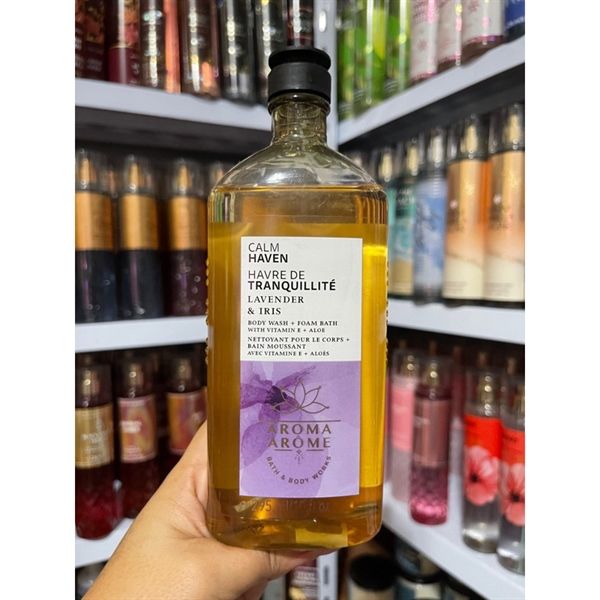 CALM
HAVEN
HAVRE DE
TRANQUILLITÉ
LAVENDER
& IRIS
BODY WASH + FOAM BATH
WITH VITAMIN E + ALOE
NETTOYANT POUR LE CORPS +
BAIN MOUSSANT
AVEC VITAMINE E + ALOÈS
AROMA
ARÔME
BATH & BODY WORKS